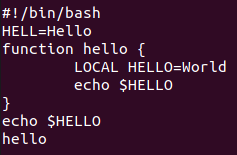 #!/bin/bash
HELL=Hello
function hello {
        LOCAL HELLO=World
        echo $HELLO
}
echo $HELLO
hello